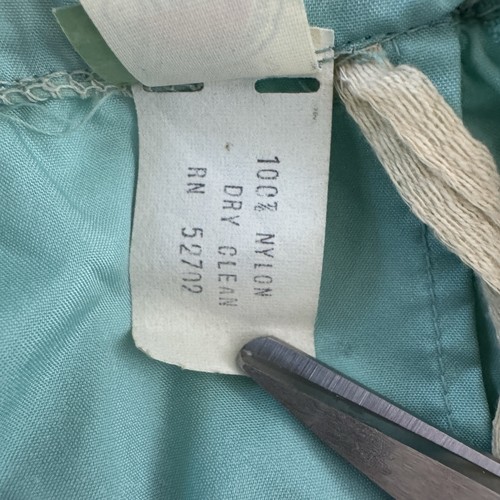 100% NYLON
DRY CLEAN
RN 52702